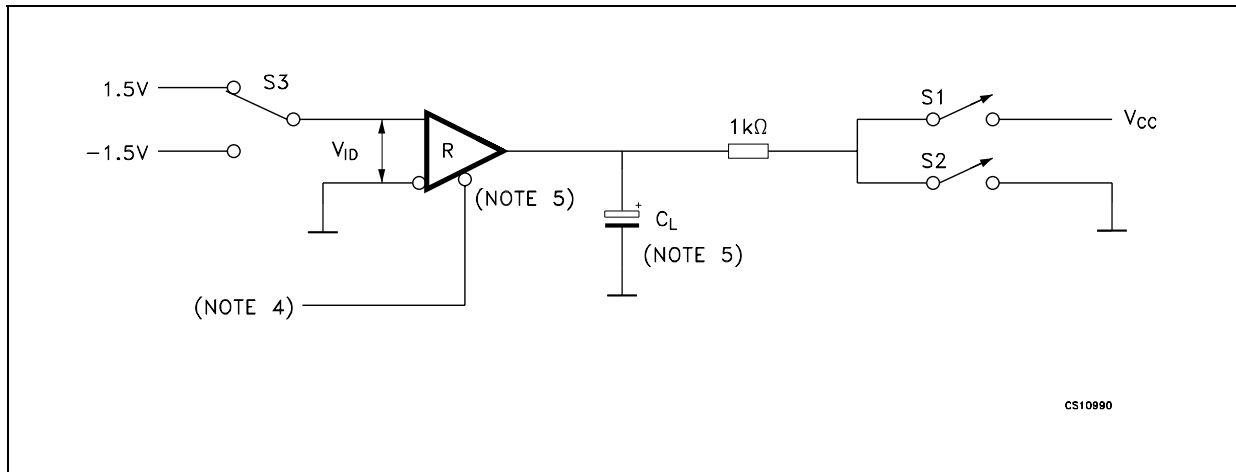 1.5V
S3
-1.5V
VID
R
(NOTE 5)
(NOTE 4)
CL
(NOTE 5)
1kΩ
S1
VCC
S2
CS10990